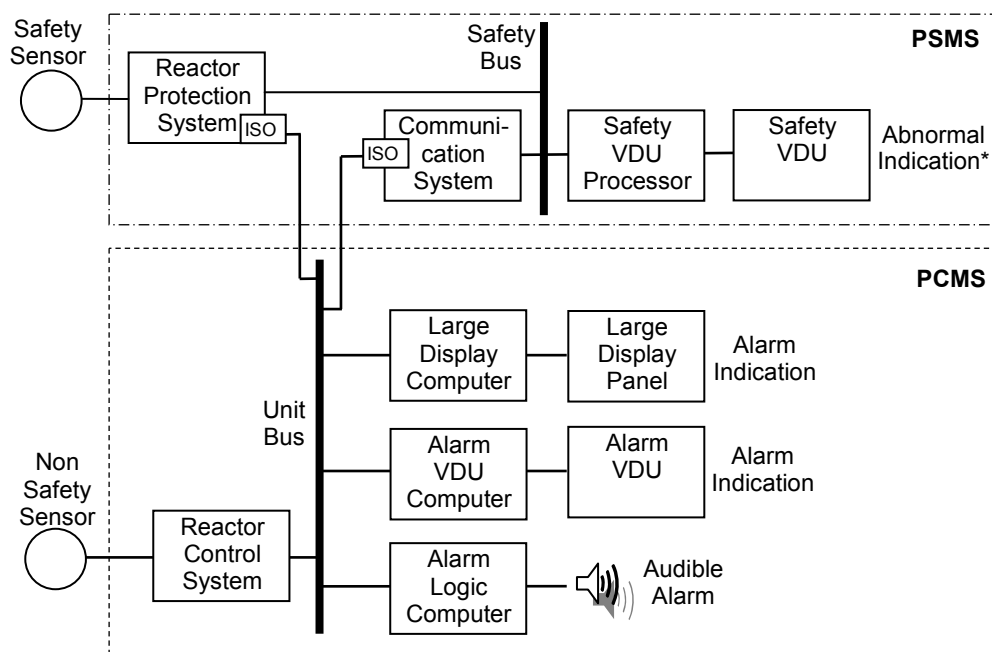 Safety
Sensor
Reactor
Protection
System
ISO
Safety
Bus
PSMS
ISO
Communi-
cation
System
Safety
VDU
Processor
Safety
VDU
Abnormal
Indication*
PCMS
Large
Display
Computer
Large
Display
Panel
Alarm
Indication
Unit
Bus
Alarm
VDU
Computer
Alarm
VDU
Alarm
Indication
Non
Safety
Sensor
Reactor
Control
System
Alarm
Logic
Computer
Audible
Alarm